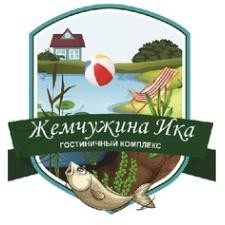 Жемчужина Ика
ГОСТИНИЧНЫЙ КОМПЛЕКС